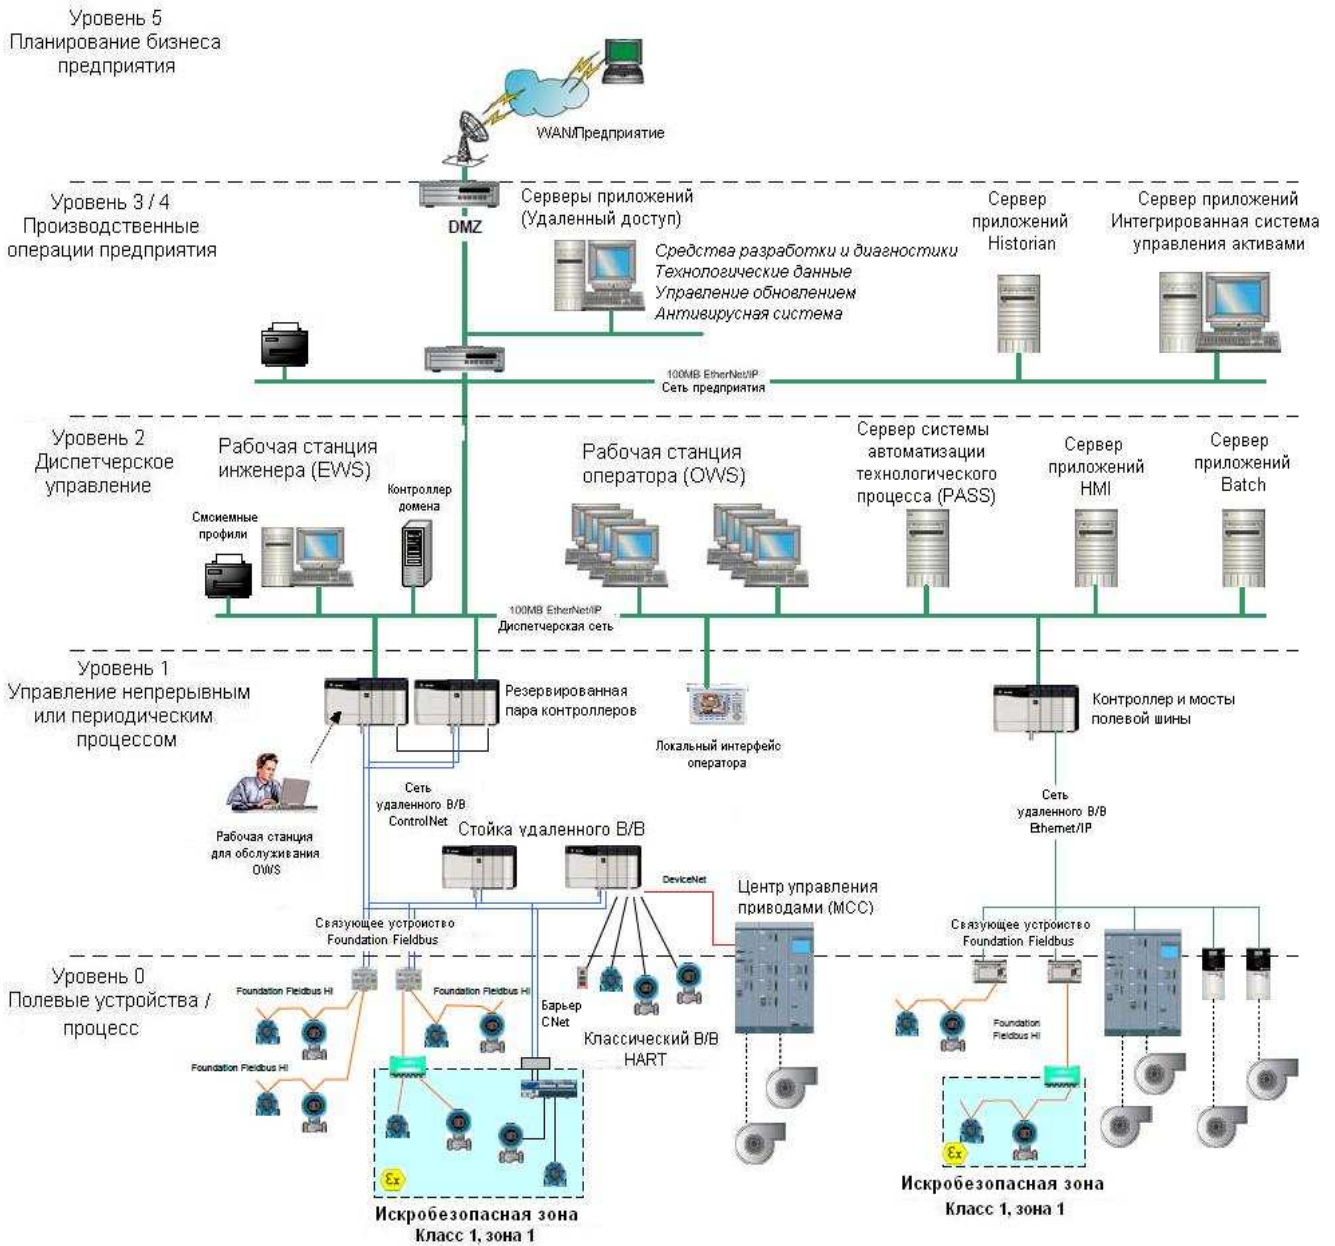 Уровень 5
Планирование бизнеса
предприятия
WAN/Предприятие
Уровень 3 / 4
Производственные
операции предприятия
DMZ
Серверы приложений
(Удаленный доступ)
Средства разработки и диагностики
Технологические данные
Управление обновлением
Антивирусная система
Сервер
приложений
Historian
Сервер приложений
Интегрированная система
управления активами
100MB EtherNet/IP
Сеть предприятия
Уровень 2
Диспетчерское
управление
Рабочая станция
инженера (EWS)
Смсиемные
профили
Контроллер
домена
Рабочая станция
оператора (OWS)
Сервер системы
автоматизации
технологического
процесса (PASS)
Сервер
приложений
HMI
Сервер
приложений
Batch
100MB EtherNet/IP
Диспетчерская сеть
Уровень 1
Управление непрерывным
или периодическим
процессом
Резервированная
пара контроллеров
Локальный интерфейс
оператора
Контроллер и мосты
полевой шины
Рабочая станция
для обслуживания
OWS
Сеть
удаленного В/В
ControlNet
Стойка удаленного В/В
DeviceNet
Центр управления
приводами (MCC)
Сеть
удаленного В/В
Ethernet/IP
Связующее устройство
Foundation Fieldbus
Связующее устройство
Foundation Fieldbus
Уровень 0
Полевые устройства /
процесс
Foundation Fieldbus HI
Foundation Fieldbus HI
Foundation Fieldbus HI
Барьер
CNet
Классический В/В
HART
Foundation
Fieldbus HI
εx
Искробезопасная зона
Класс 1, зона 1
εx
Искробезопасная зона
Класс 1, зона 1